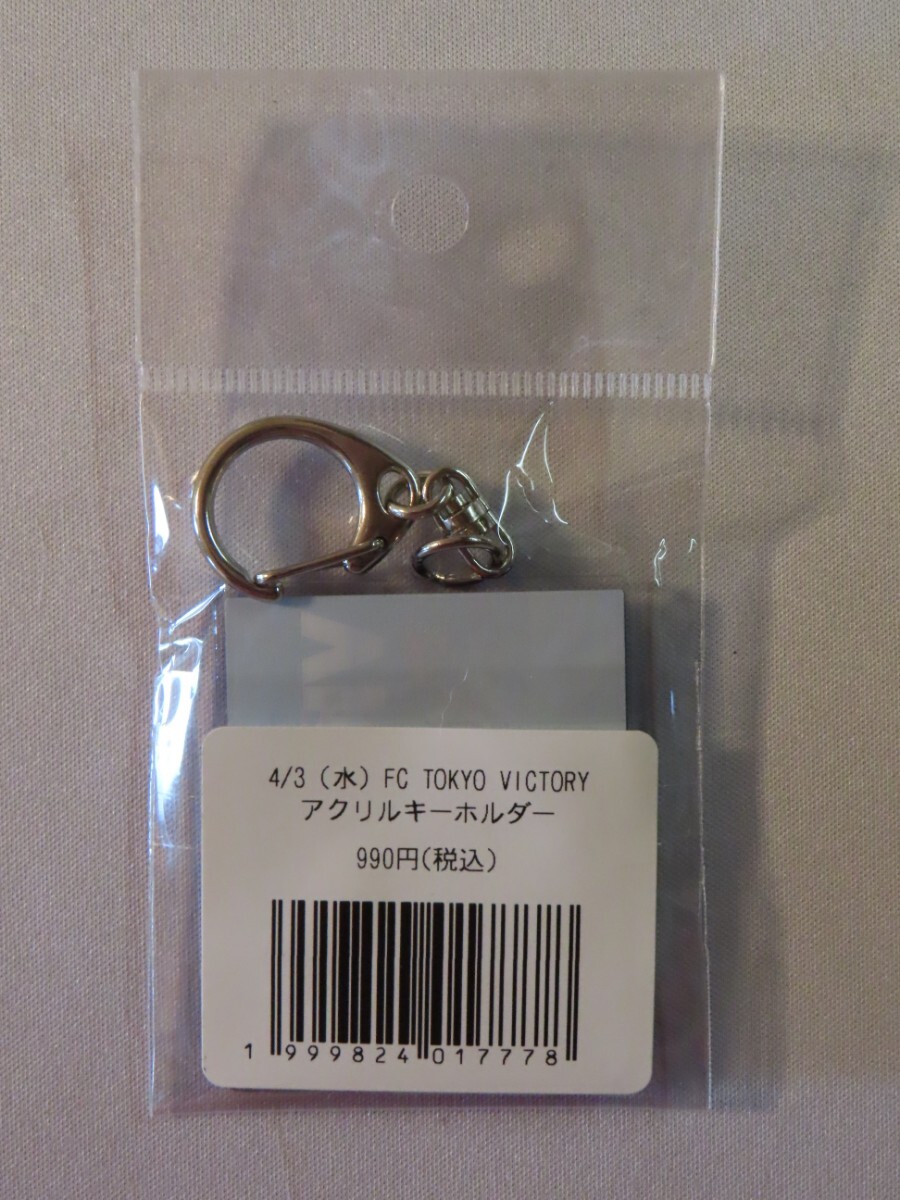 4/3（水）FC TOKYO VICTORY
アクリルキーホルダー
990円(税込)
1 999824 017778